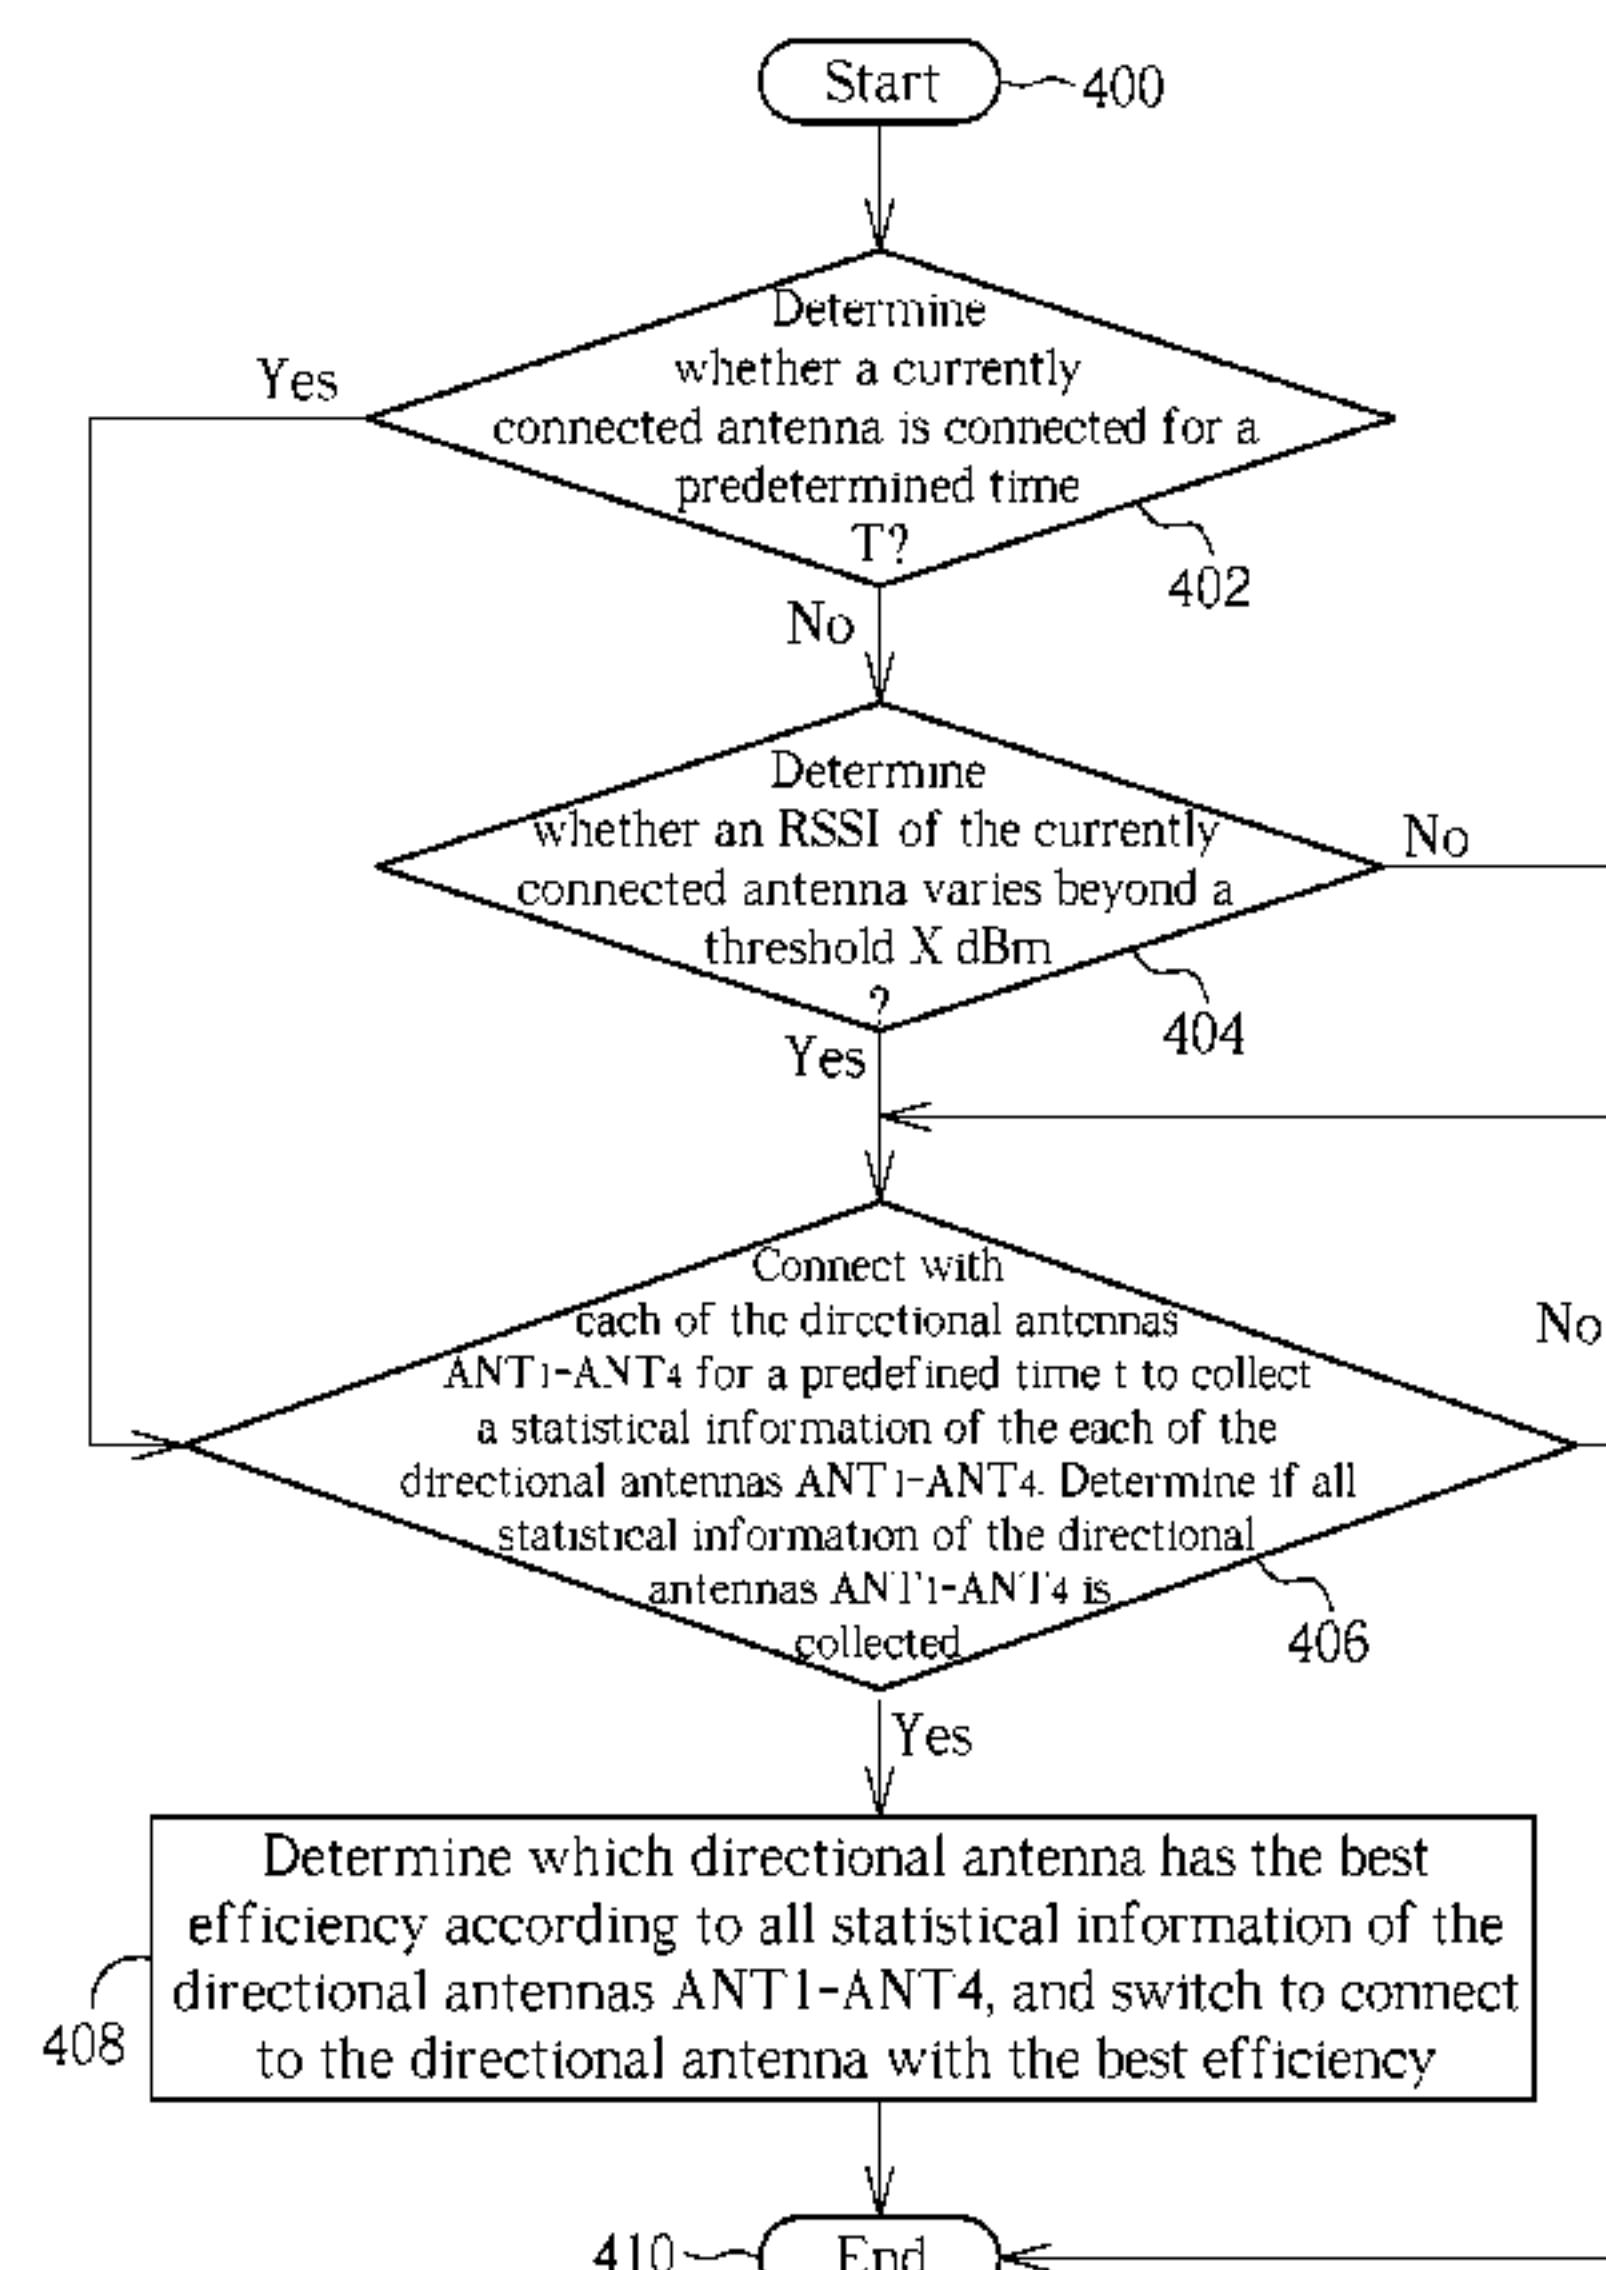 Start
400
Determine
whether a currently
connected antenna is connected for a
predetermined time
T?
Yes
402
No
Determine
whether an RSSI of the currently
connected antenna varies beyond a
threshold X dBm
?
No
404
Yes
Connect with
each of the directional antennas
ANT1-ANT4 for a predefined time t to collect
a statistical information of the each of the
directional antennas ANT1-ANT4. Determine if all
statistical information of the directional
antennas ANT1-ANT4 is
collected
No
406
Yes
Determine which directional antenna has the best
efficiency according to all statistical information of the
directional antennas ANT1-ANT4, and switch to connect
to the directional antenna with the best efficiency
408
410
End